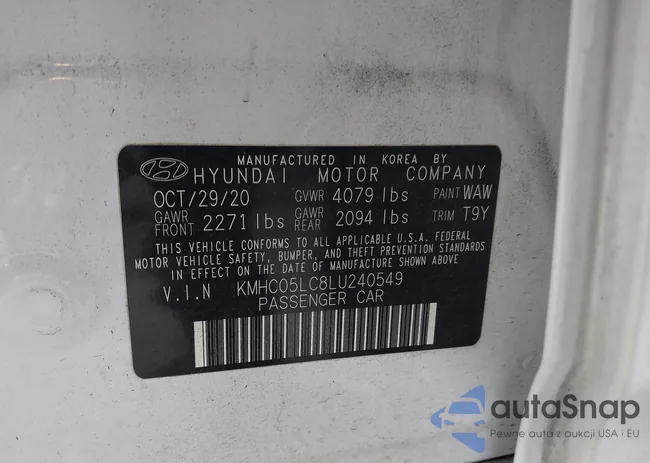 MANUFACTURED IN KOREA BY
HYUNDAI MOTOR COMPANY
OCT/29/20 GVWR 4079 lbs PAINT WAW
GAWR FRONT 2271 lbs GAWR REAR 2094 lbs TRIM T9Y
THIS VEHICLE CONFORMS TO ALL APPLICABLE U.S.A. FEDERAL
MOTOR VEHICLE SAFETY, BUMPER, AND THEFT PREVENTION STANDARDS
IN EFFECT ON THE DATE OF MANUFACTURE SHOWN ABOVE.
V.I.N KMHC05LC8LU240549
PASSENGER CAR
autaSnap
Pewne auta z aukcji USA i EU